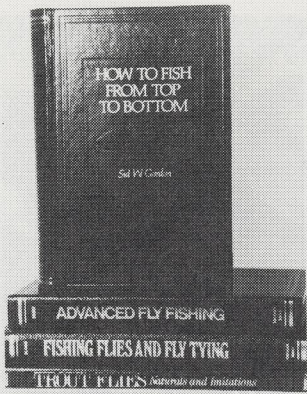 HOW TO FISH
FROM TOP
TO BOTTOM
Sid W. Gordon
ADVANCED FLY FISHING
FISHING FLIES AND FLY TYING
TROUT FLIES Naturals and Imitations